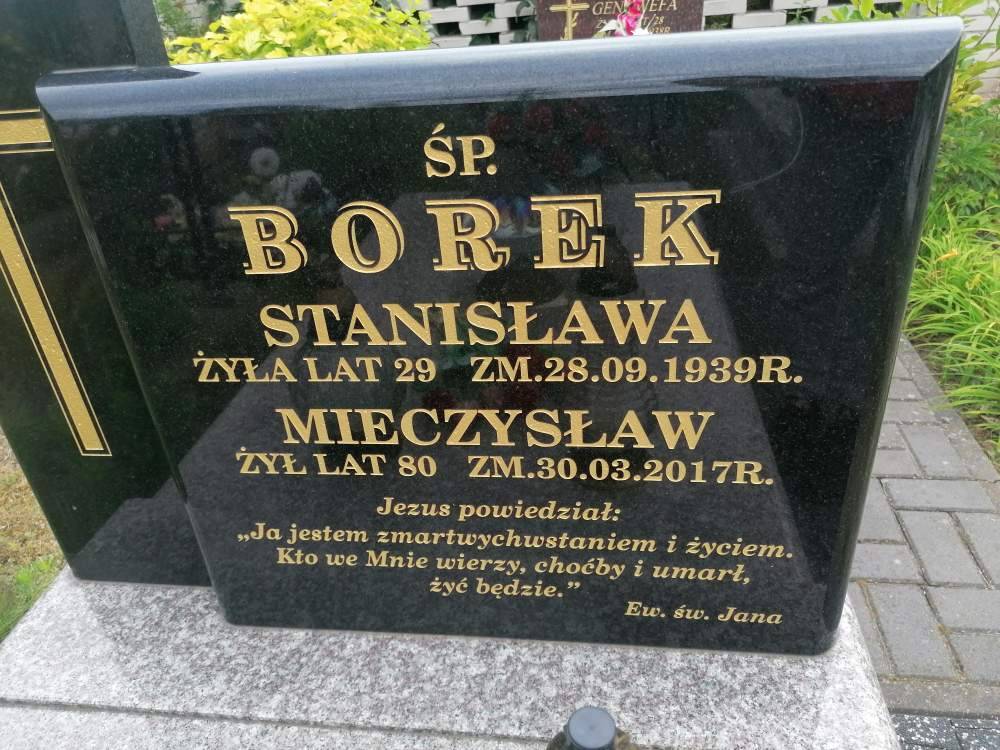 GENOWEFA
ŚP.
BOREK
STANISŁAWA
ŻYŁA LAT 29 ZM.28.09.1939R.
MIECZYSŁAW
ŻYŁ LAT 80 ZM.30.03.2017R.
Jezus powiedział:
„Ja jestem zmartwychwstaniem i życiem.
Kto we Mnie wierzy, choćby i umarł,
żyć będzie.”
Ew. św. Jana